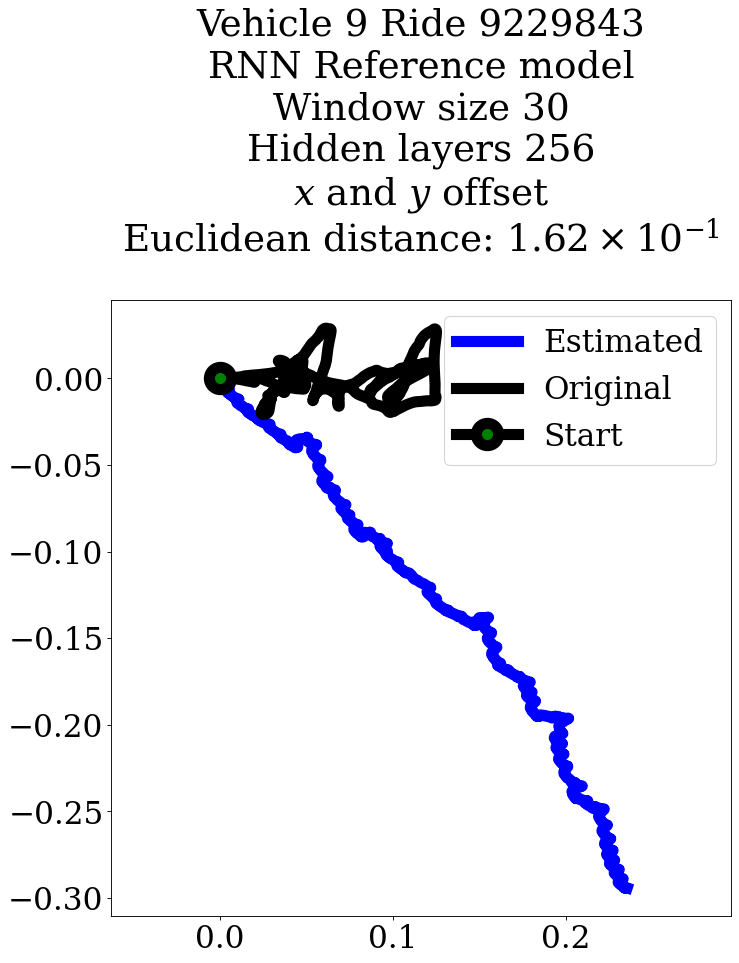 Vehicle 9 Ride 9229843
RNN Reference model
Window size 30
Hidden layers 256
x and y offset
Euclidean distance: 1.62 × 10⁻¹
Estimated
Original
Start
0.00
−0.05
−0.10
−0.15
−0.20
−0.25
−0.30
0.0 0.1 0.2